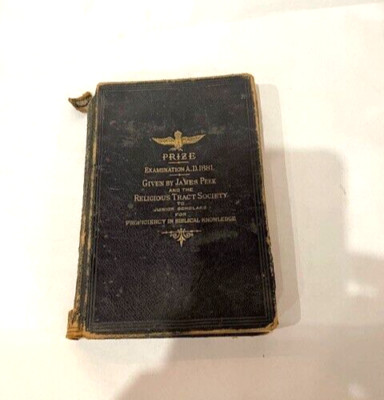 PRIZE
EXAMINATION A.D. 1881.
GIVEN BY JAMES PEEK
AND THE
RELIGIOUS TRACT SOCIETY
TO
JUNIOR SCHOLARS
FOR
PROFICIENCY IN BIBLICAL KNOWLEDGE